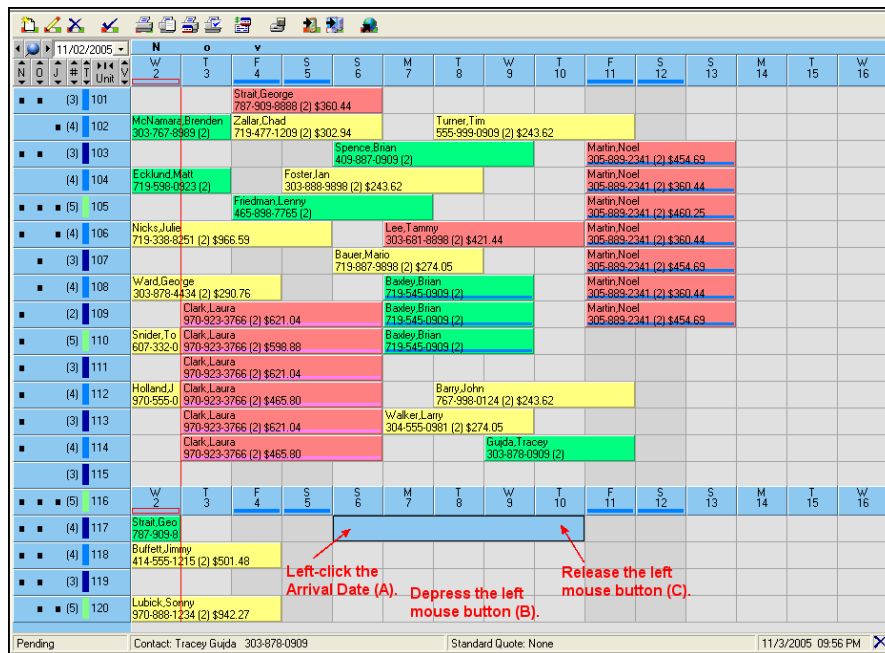 11/02/2005
N o v
N O J # T Unit V
W T F S S M T W T F S S M T W
2 3 4 5 6 7 8 9 10 11 12 13 14 15 16
(3) 101
Strait,George
787-909-8888 (2) $360.44
(4) 102
McNamara,Brenden Zallar,Chad Turner,Tim
303-767-8989 (2) 719-477-1209 (2) $302.94 555-999-0909 (2) $243.62
(3) 103
Spence,Brian Martin,Noel
409-887-0909 (2) 305-889-2341 (2) $454.69
(4) 104
Ecklund,Matt Foster,Ian Martin,Noel
719-598-0923 (2) 303-888-9898 (2) $243.62 305-889-2341 (2) $360.44
(5) 105
Friedman,Lenny Martin,Noel
465-898-7765 (2) 305-889-2341 (2) $460.25
(4) 106
Nicks,Julie Lee,Tammy Martin,Noel
719-338-8251 (2) $966.59 303-681-8898 (2) $421.44 305-889-2341 (2) $360.44
(3) 107
Bauer,Mario Martin,Noel
719-887-9898 (2) $274.05 305-889-2341 (2) $454.69
(4) 108
Ward,George Baxley,Brian Martin,Noel
303-878-4434 (2) $290.76 719-545-0909 (2) 305-889-2341 (2) $360.44
(2) 109
Clark,Laura Baxley,Brian Martin,Noel
970-923-3766 (2) $621.04 719-545-0909 (2) 305-889-2341 (2) $454.69
(5) 110
Snider,To Clark,Laura Baxley,Brian
607-332-0 970-923-3766 (2) $598.88 719-545-0909 (2)
(3) 111
Clark,Laura
970-923-3766 (2) $621.04
(4) 112
Holland,J Clark,Laura Barry,John
970-555-0 970-923-3766 (2) $465.80 767-998-0124 (2) $243.62
(3) 113
Clark,Laura Walker,Larry
970-923-3766 (2) $621.04 304-555-0981 (2) $274.05
(4) 114
Clark,Laura Gujda,Tracey
970-923-3766 (2) $465.80 303-878-0909 (2)
(3) 115
(5) 116
W T F S S M T W T F S S M T W
2 3 4 5 6 7 8 9 10 11 12 13 14 15 16
(4) 117
Strait,Geo
787-909-8
(4) 118
Buffett,Jimmy
414-555-1215 (2) $501.48
(3) 119
(5) 120
Lubick,Sonny
970-888-1234 (2) $942.27
Left-click the
Arrival Date (A).
Depress the left
mouse button (B).
Release the left
mouse button (C).
Pending Contact: Tracey Gujda 303-878-0909 Standard Quote: None 11/3/2005 09:56 PM